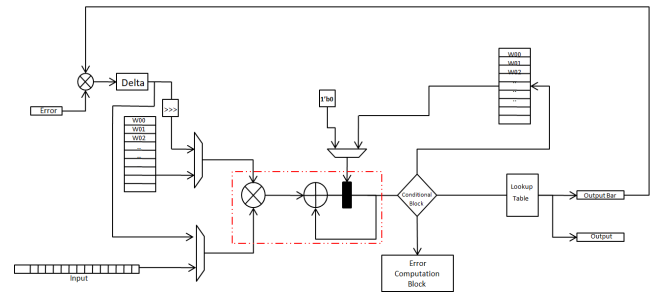 Error
Delta
>>>
W00
W01
W02
..
..
Input
1'b0
W00
W01
W02
..
..
..
Conditional
Block
Error
Computation
Block
Lookup
Table
Output Bar
Output